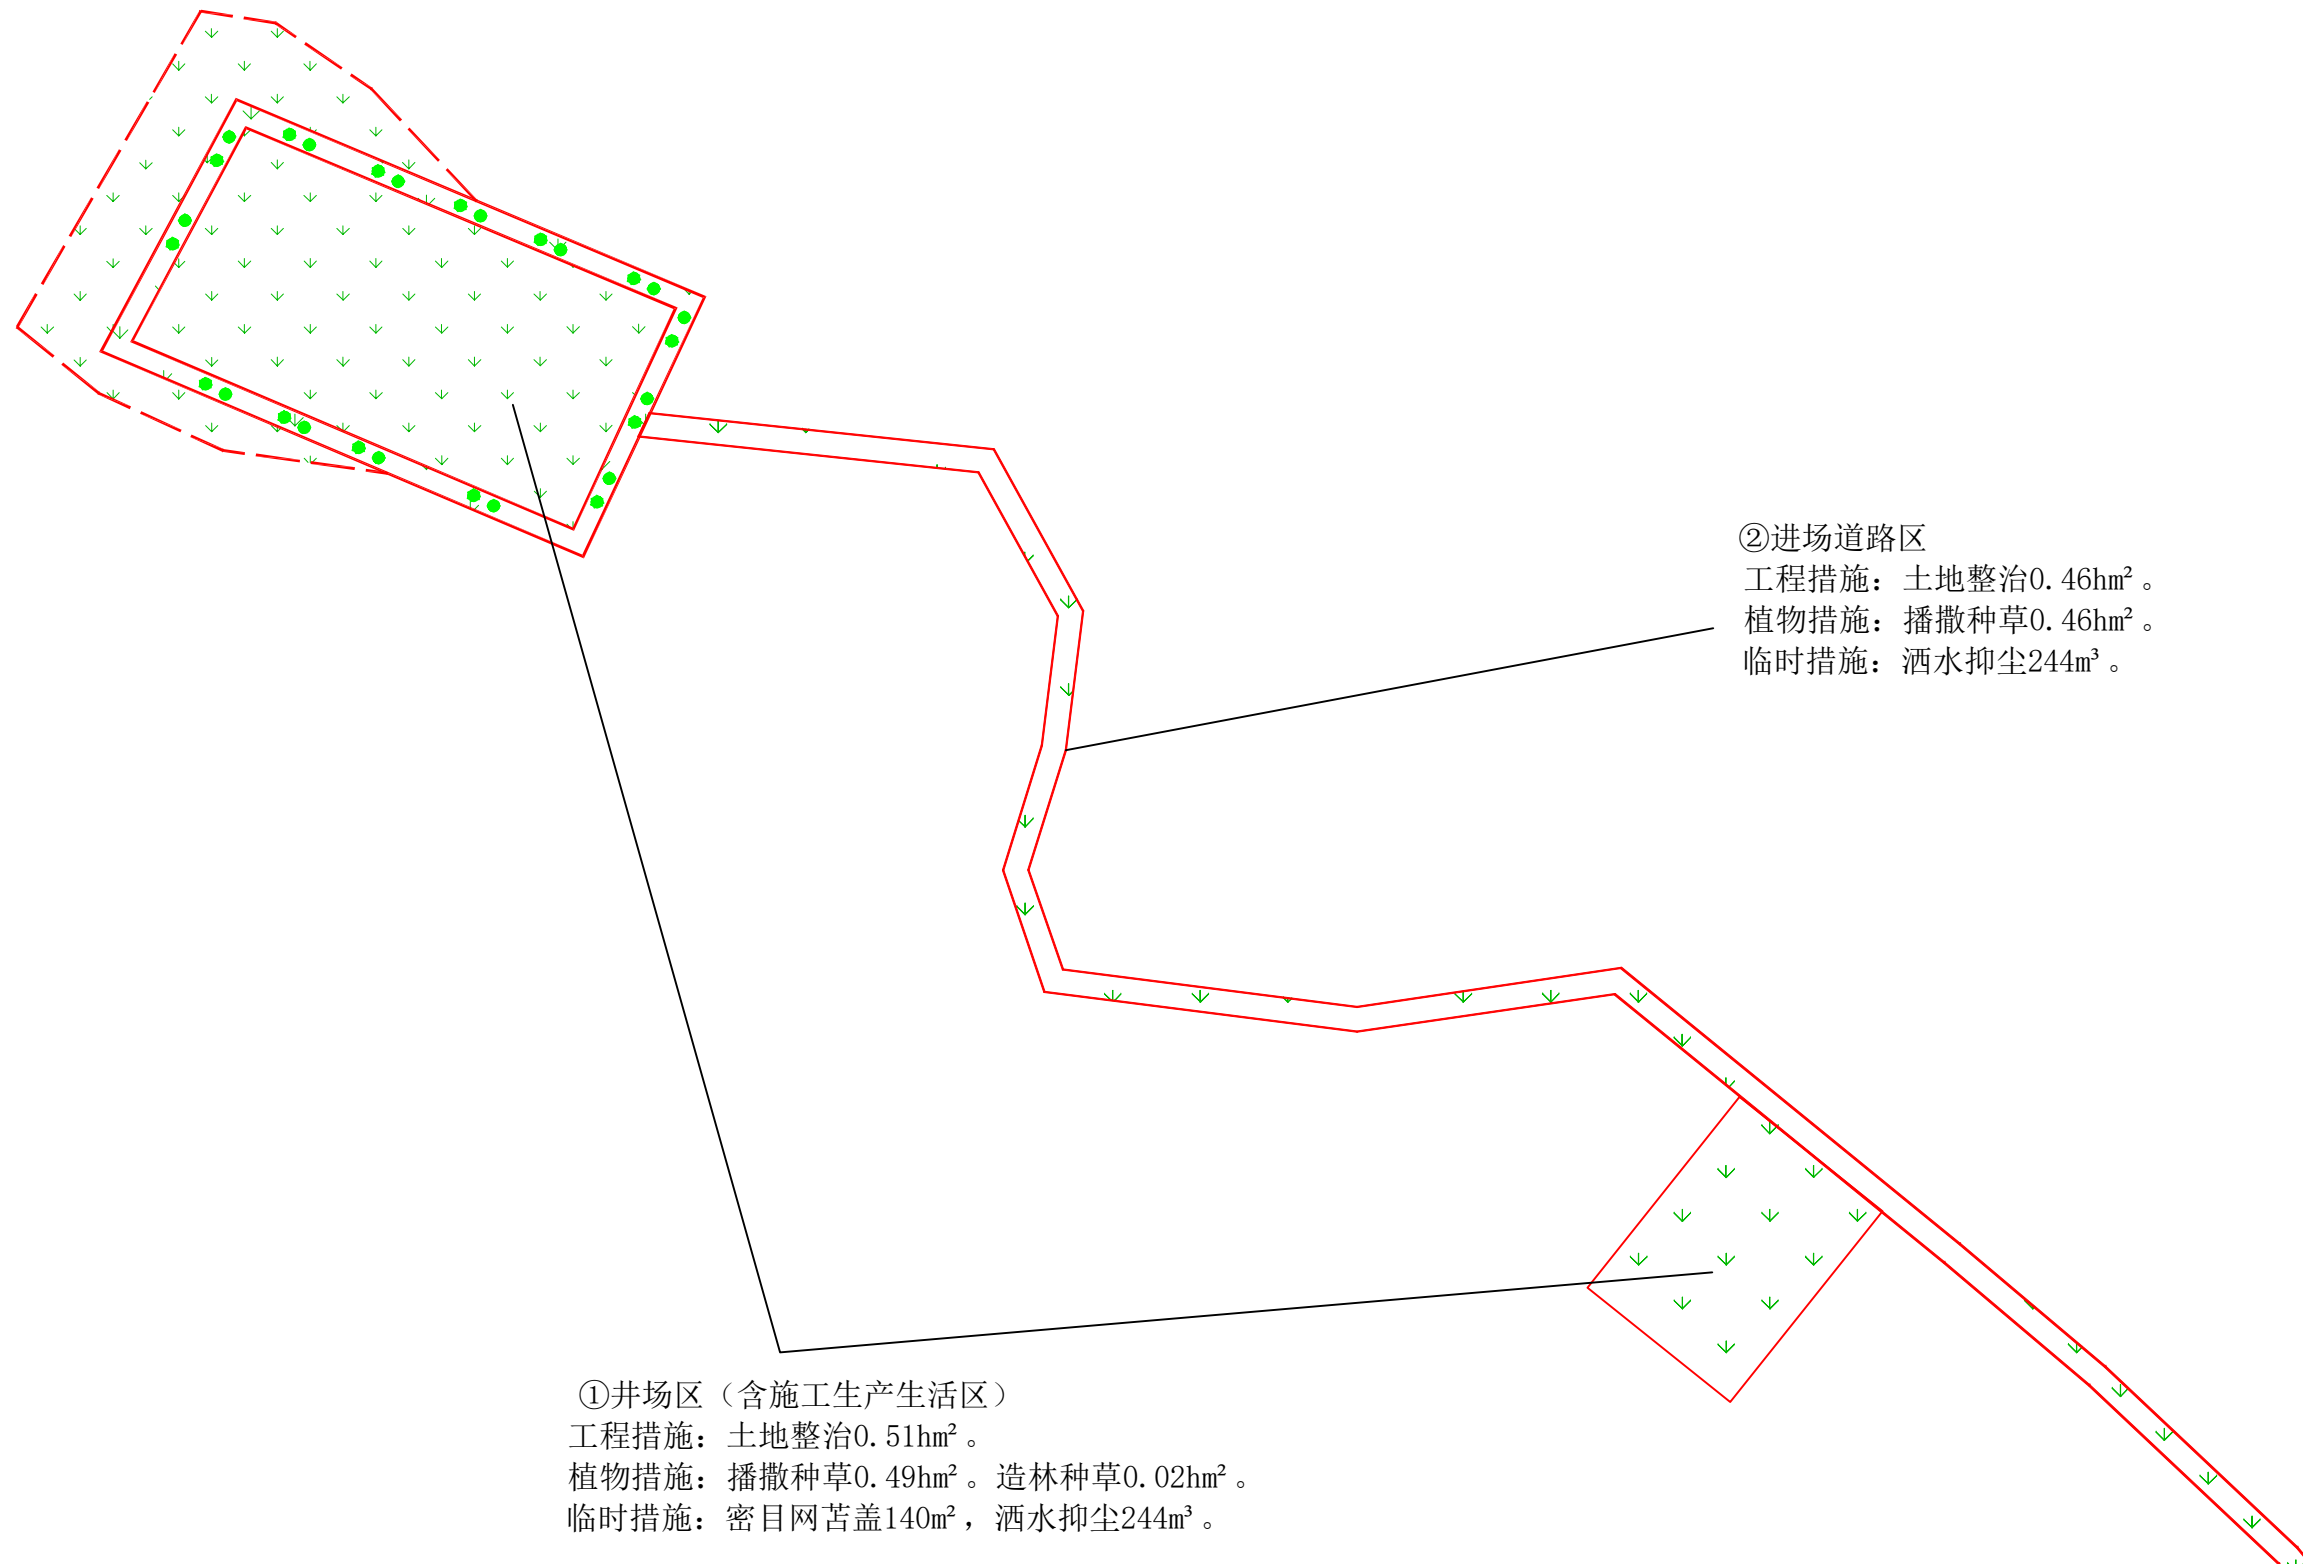 ②进场道路区
工程措施：土地整治0.46hm²。
植物措施：播撒种草0.46hm²。
临时措施：洒水抑尘244m³。
①井场区（含施工生产生活区）
工程措施：土地整治0.51hm²。
植物措施：播撒种草0.49hm²。造林种草0.02hm²。
临时措施：密目网苫盖140m²，洒水抑尘244m³。